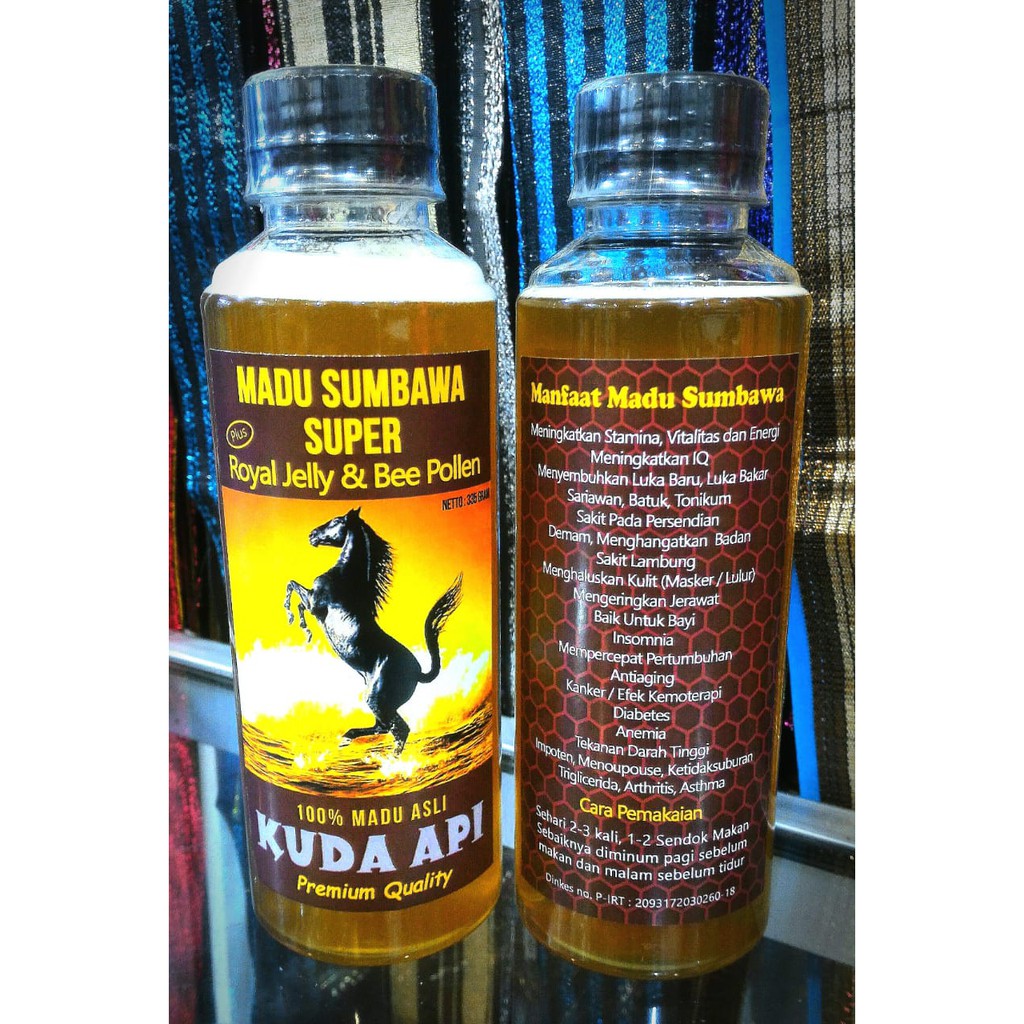 MADU SUMBAWA
SUPER
Plus
Royal Jelly & Bee Pollen
NETTO : 335 GRAM
100% MADU ASLI
KUDA API
Premium Quality
Manfaat Madu Sumbawa
Meningkatkan Stamina, Vitalitas dan Energi
Meningkatkan IQ
Menyembuhkan Luka Baru, Luka Bakar
Sariawan, Batuk, Tonikum
Sakit Pada Persendian
Demam, Menghangatkan Badan
Sakit Lambung
Menghaluskan Kulit (Masker / Lulur)
Mengeringkan Jerawat
Baik Untuk Bayi
Insomnia
Mempercepat Pertumbuhan
Antiaging
Kanker / Efek Kemoterapi
Diabetes
Anemia
Tekanan Darah Tinggi
Impoten, Menoupouse, Ketidaksuburan
Triglicerida, Arthritis, Asthma
Cara Pemakaian
Sehari 2-3 kali, 1-2 Sendok Makan
Sebaiknya diminum pagi sebelum
makan dan malam sebelum tidur
Dinkes no. P-IRT : 2093172030260-18